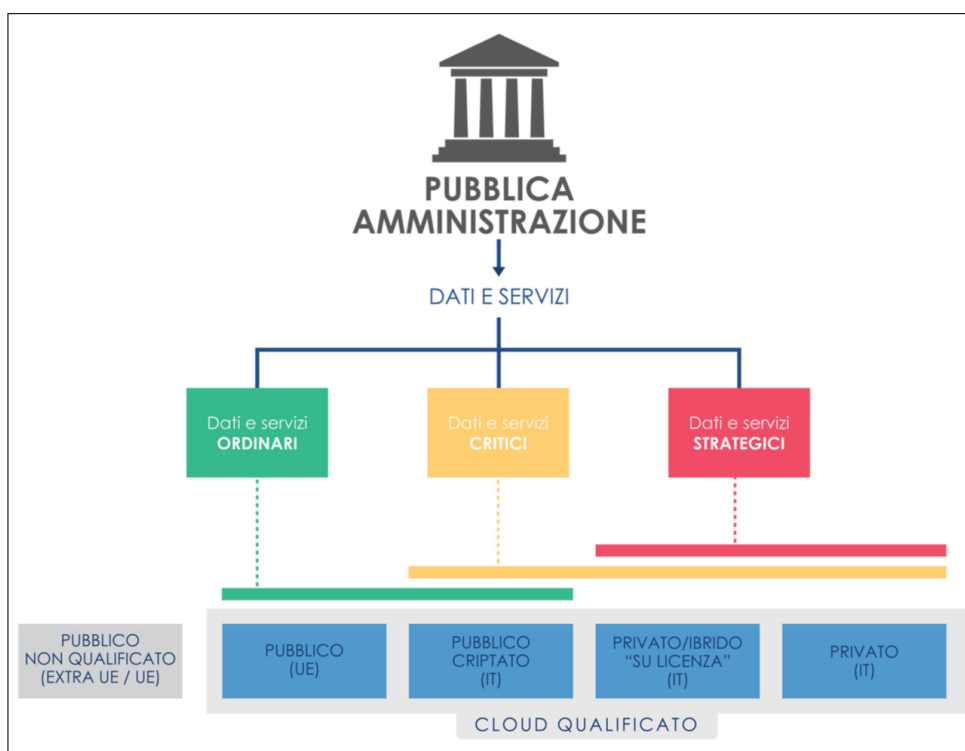 PUBBLICA
AMMINISTRAZIONE
DATI E SERVIZI
Dati e servizi
ORDINARI
Dati e servizi
CRITICI
Dati e servizi
STRATEGICI
PUBBLICO
NON QUALIFICATO
(EXTRA UE / UE)
PUBBLICO
(UE)
PUBBLICO
CRIPTATO
(IT)
PRIVATO/IBRIDO
“SU LICENZA”
(IT)
PRIVATO
(IT)
CLOUD QUALIFICATO